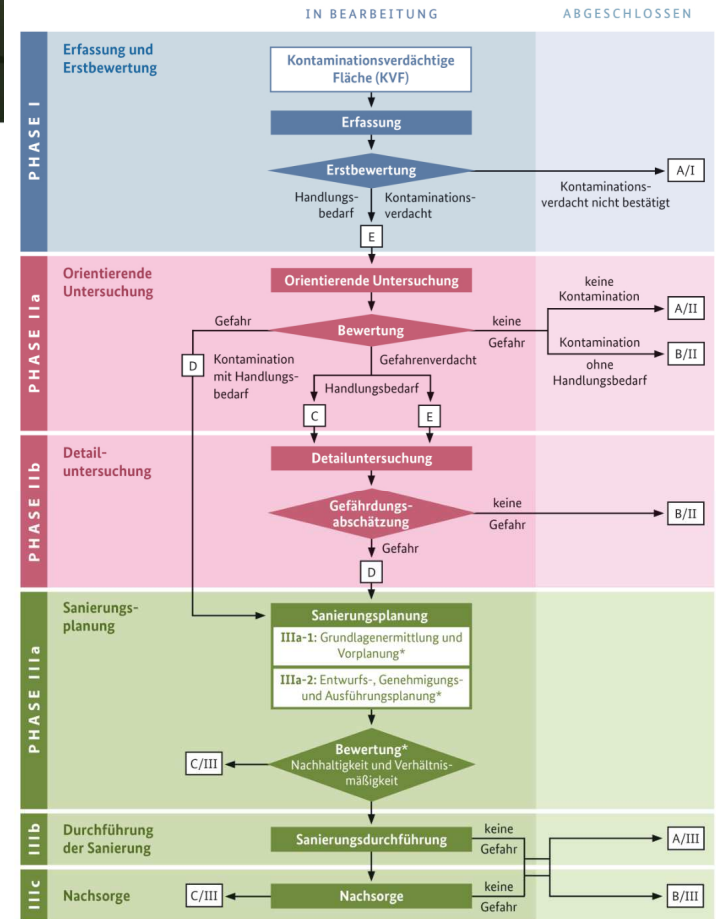 IN BEARBEITUNG
ABGESCHLOSSEN
PHASE I
Erfassung und
Erstbewertung
Kontaminationsverdächtige
Fläche (KVF)
Erfassung
Erstbewertung
A/I
Handlungs-
bedarf
Kontaminations-
verdacht
Kontaminations-
verdacht nicht bestätigt
E
PHASE IIa
Orientierende
Untersuchung
Orientierende Untersuchung
Bewertung
Gefahr
keine
Gefahr
keine
Kontamination
A/II
Kontamination
ohne
Handlungsbedarf
B/II
D
Kontamination
mit Handlungs-
bedarf
Gefahrenverdacht
Handlungsbedarf
C
E
PHASE IIb
Detail-
untersuchung
Detailuntersuchung
Gefährdungs-
abschätzung
keine
Gefahr
B/II
Gefahr
D
PHASE IIIa
Sanierungs-
planung
Sanierungsplanung
IIIa-1: Grundlagenermittlung und
Vorplanung*
IIIa-2: Entwurfs-, Genehmigungs-
und Ausführungsplanung*
Bewertung*
Nachhaltigkeit und Verhältnis-
mäßigkeit
C/III
IIIb
Durchführung
der Sanierung
Sanierungsdurchführung
keine
Gefahr
A/III
IIIc
Nachsorge
C/III
Nachsorge
keine
Gefahr
B/III